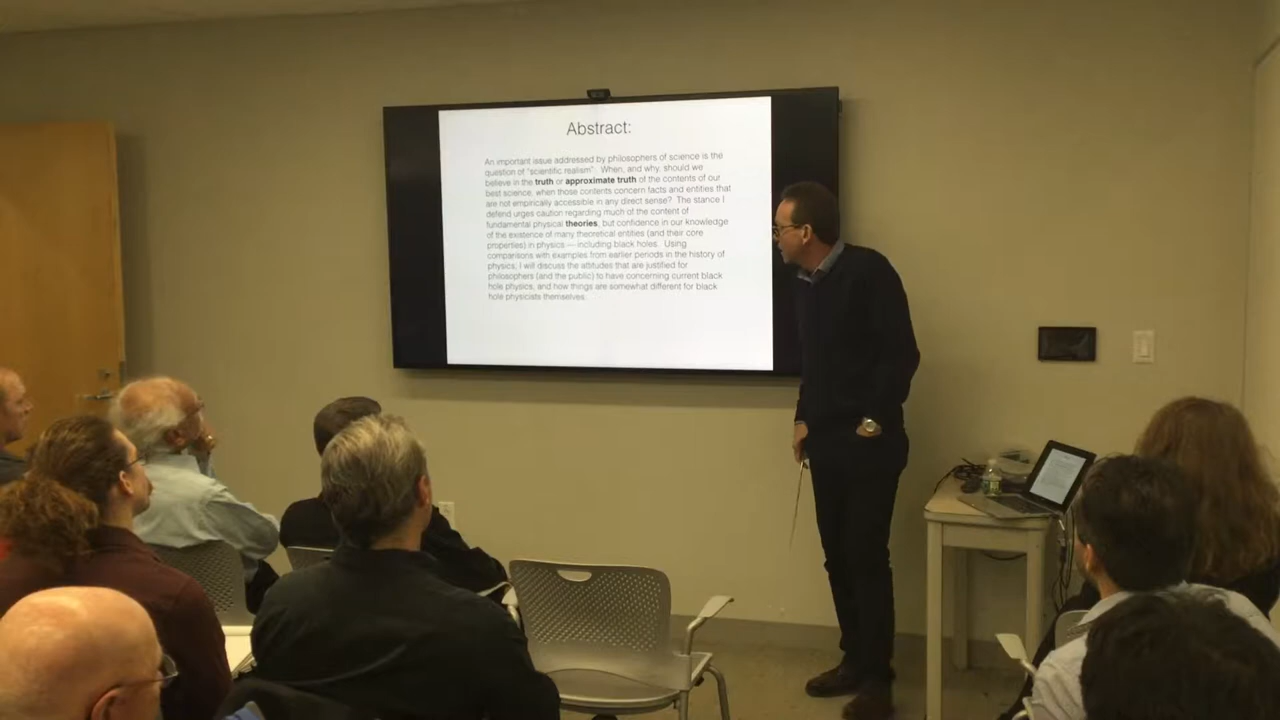 Abstract:
An important issue addressed by philosophers of science is the
question of "scientific realism". When, and why, should we
believe in the truth or approximate truth of the contents of our
best science, when those contents concern facts and entities that
are not empirically accessible in any direct sense? The stance I
defend urges caution regarding much of the content of
fundamental physical theories, but confidence in our knowledge
of the existence of many theoretical entities (and their core
properties) in physics — including black holes. Using
comparisons with examples from earlier periods in the history of
physics, I will discuss the attitudes that are justified for
philosophers (and the public) to have concerning current black
hole physics, and how things are somewhat different for black
hole physicists themselves.